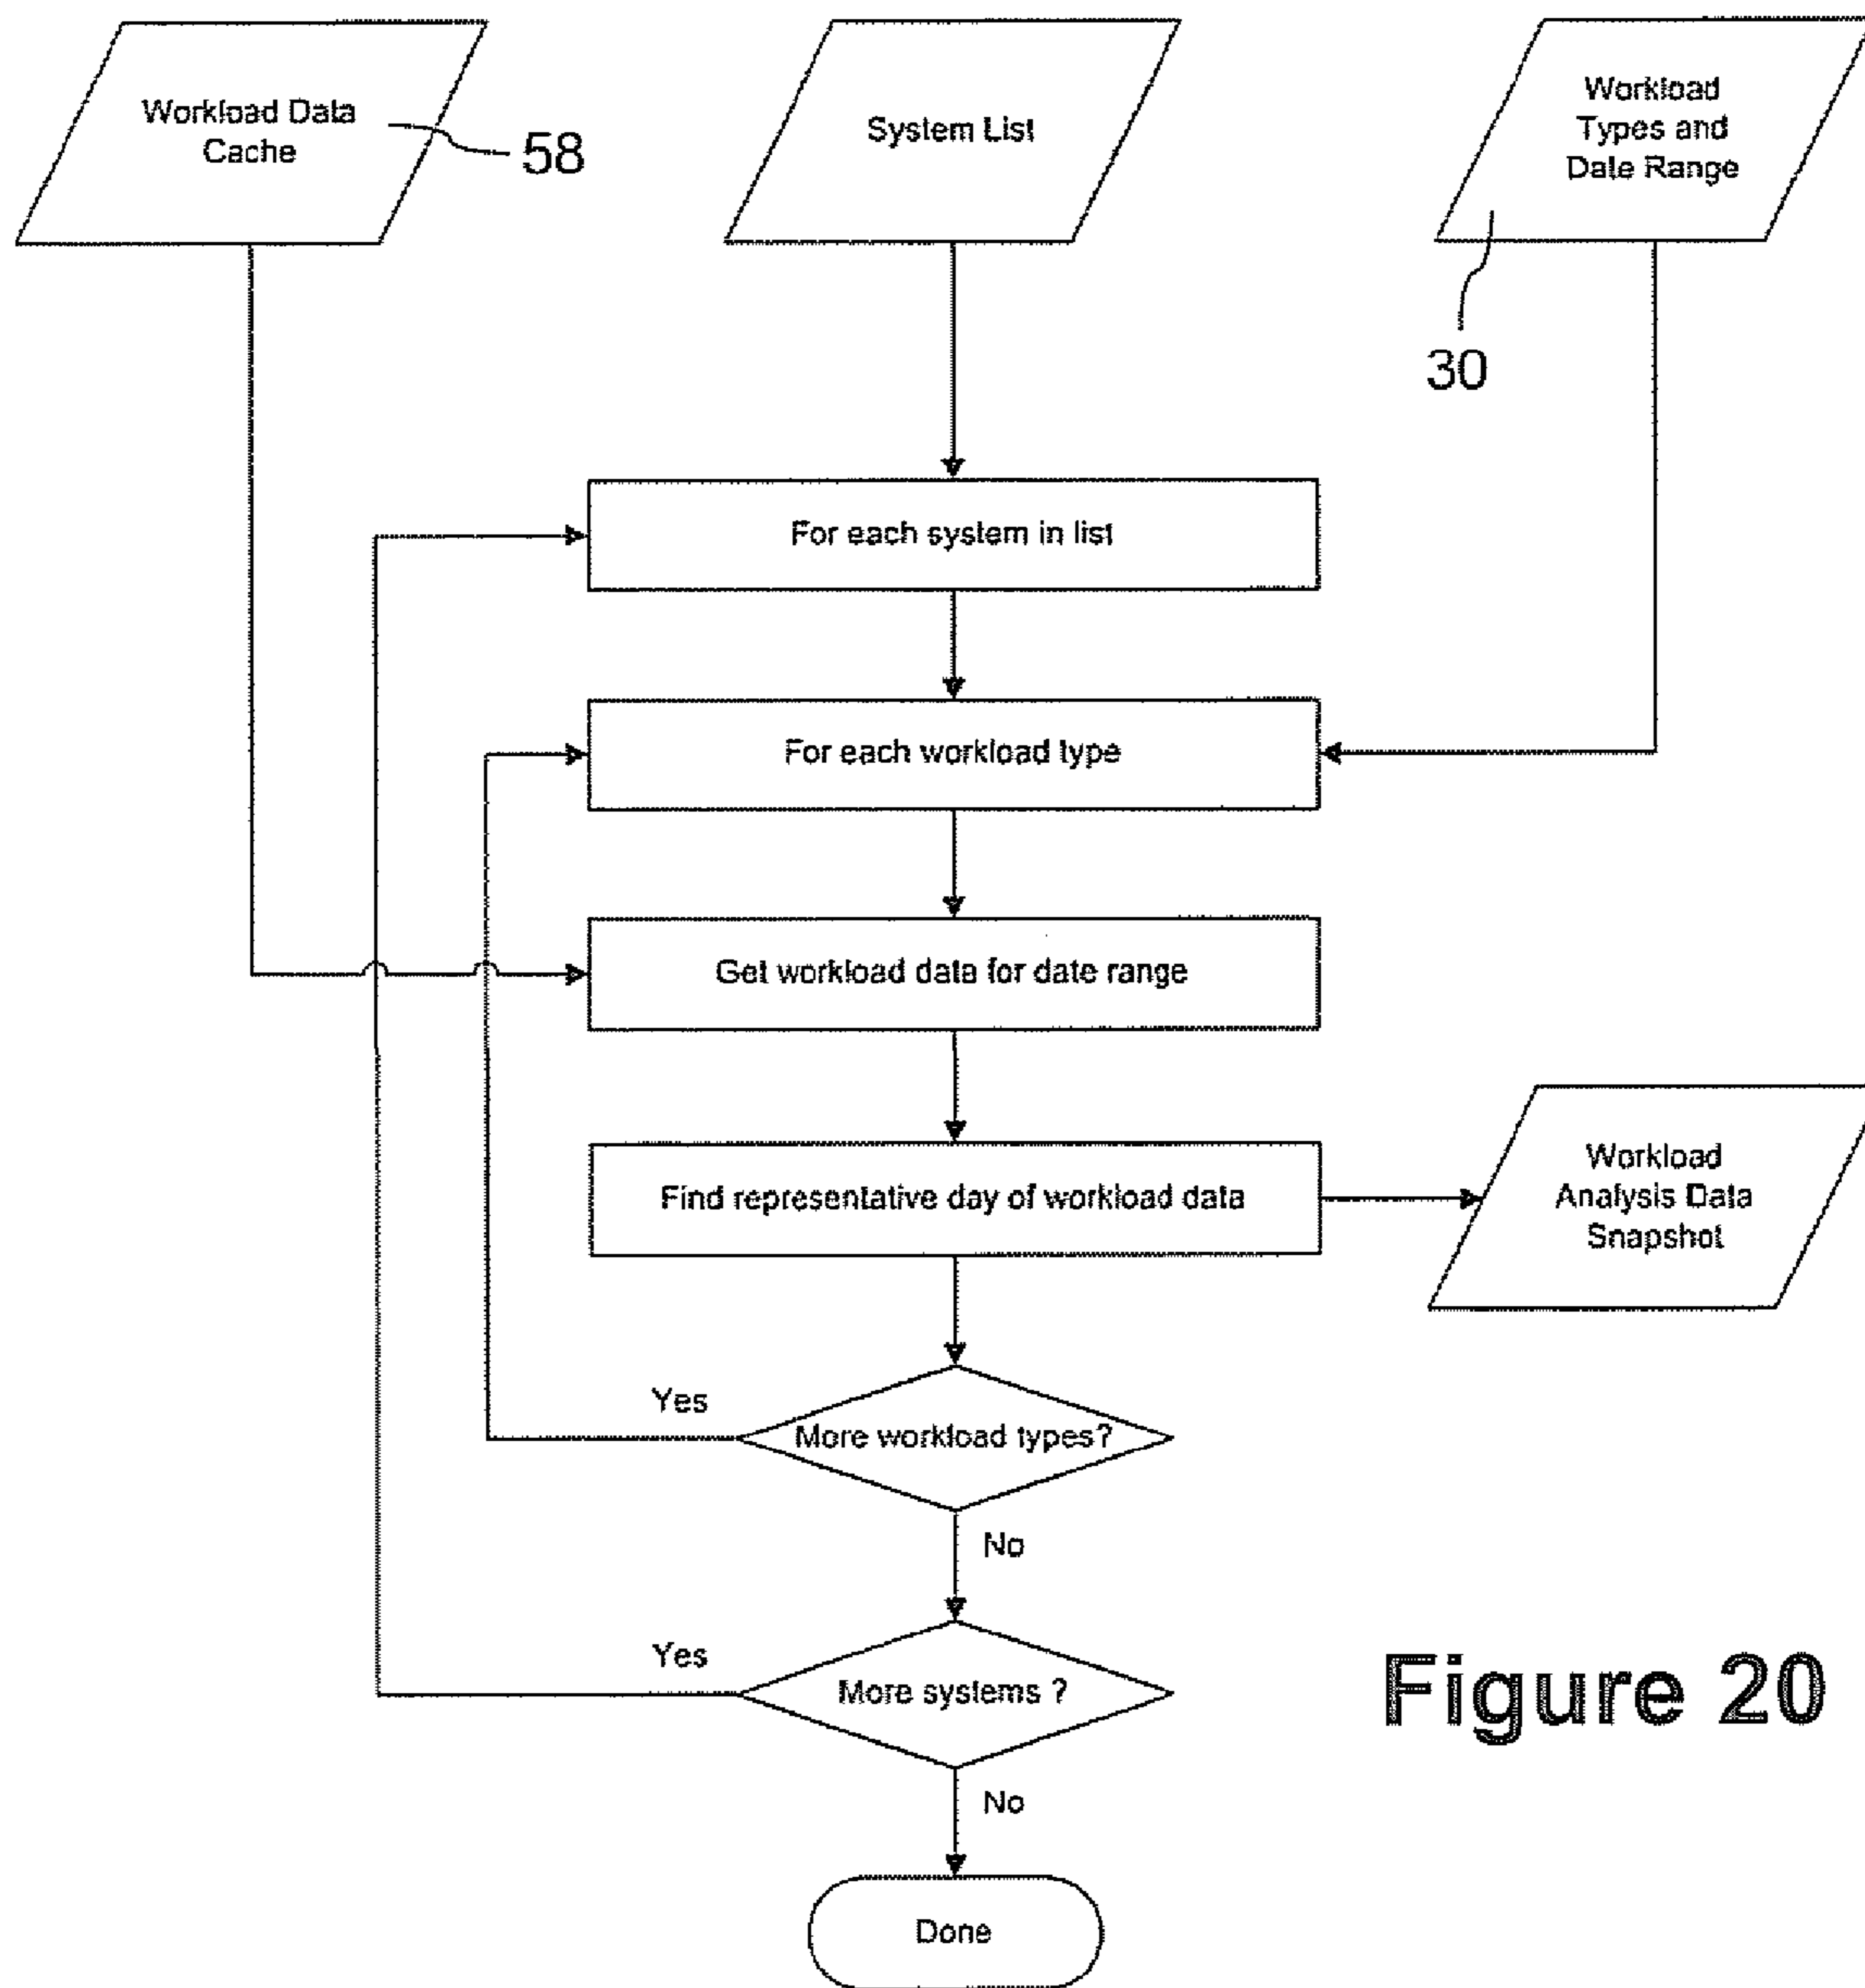 Workload Data
Cache
58
System List
Workload
Types and
Date Range
30
For each system in list
For each workload type
Get workload data for date range
Find representative day of workload data
Workload
Analysis Data
Snapshot
Yes
More workload types?
No
Yes
More systems ?
No
Figure 20
Done